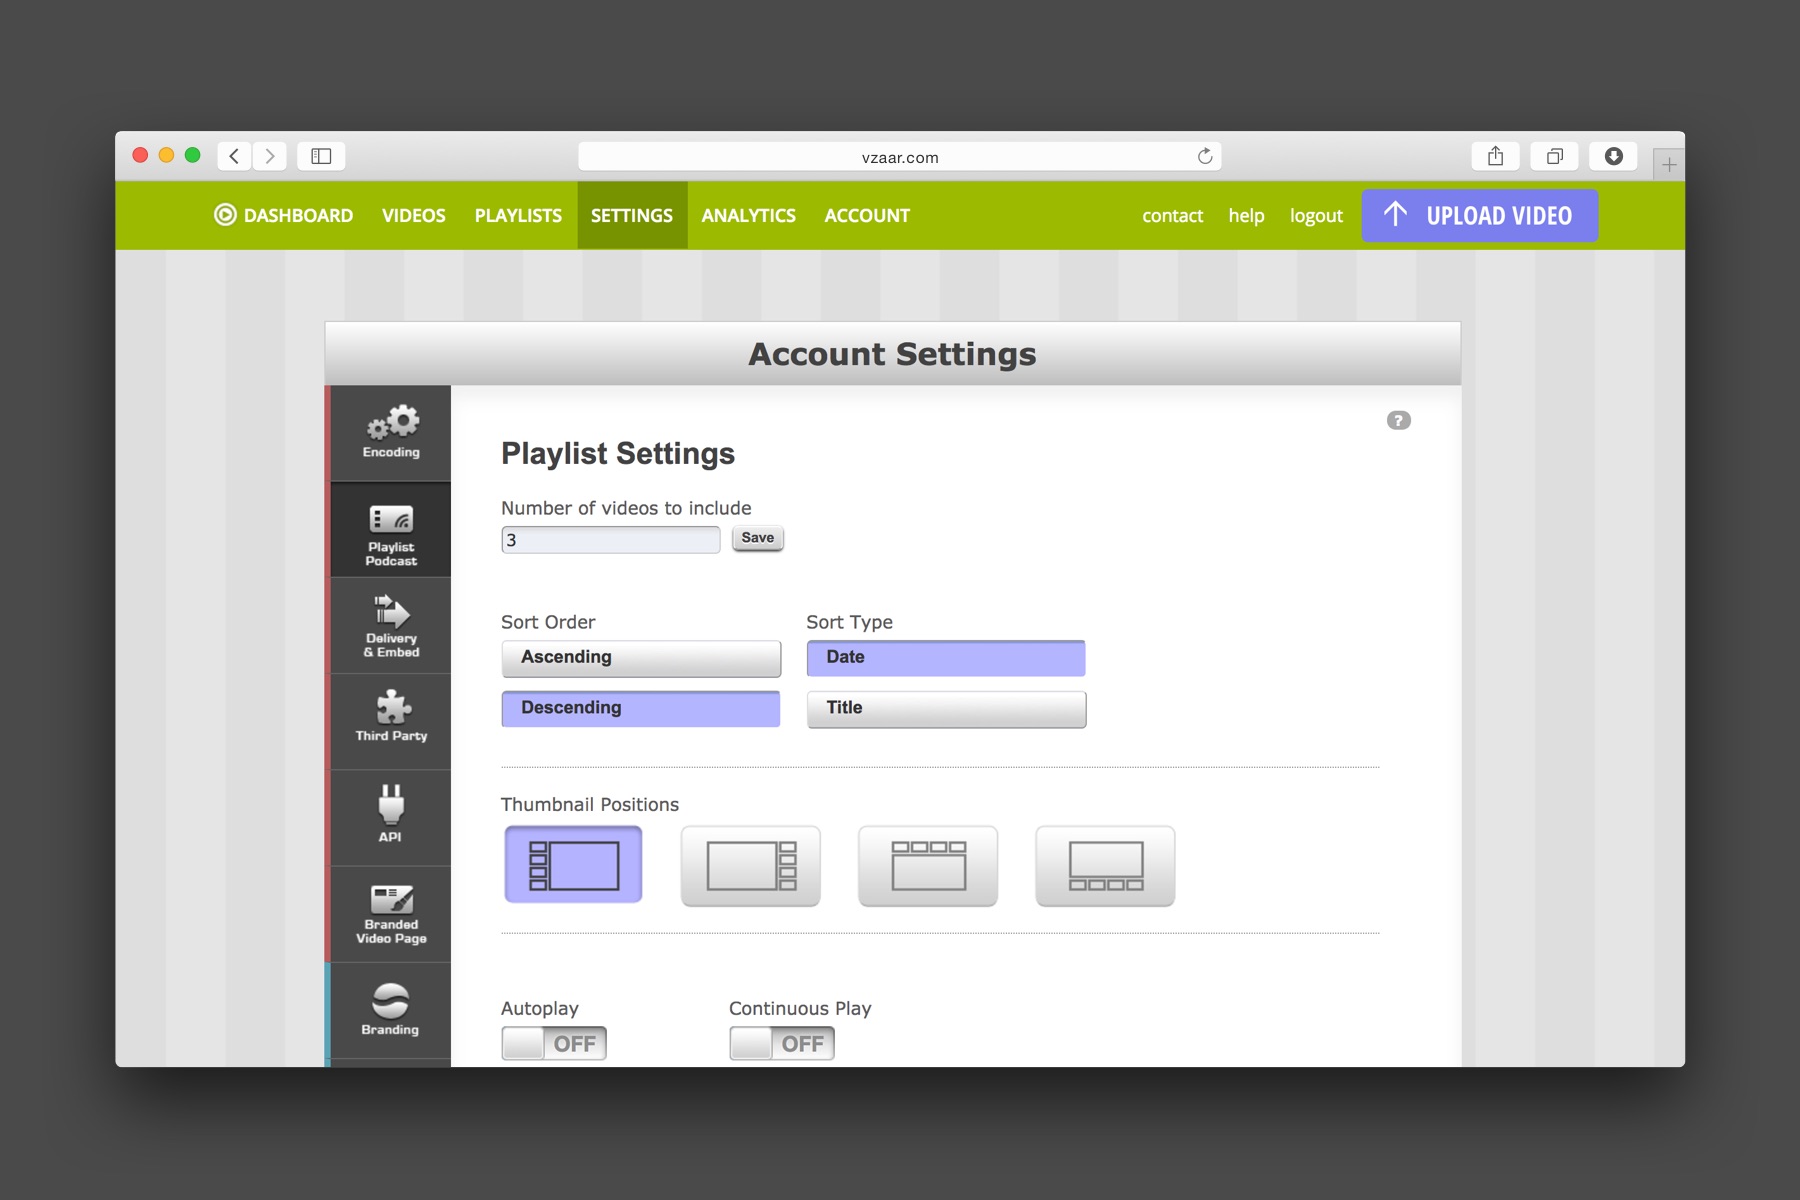 vzaar.com
DASHBOARD VIDEOS PLAYLISTS SETTINGS ANALYTICS ACCOUNT contact help logout UPLOAD VIDEO
Account Settings
Encoding
Playlist
Podcast
Delivery
& Embed
Third Party
API
Branded
Video Page
Branding
?
Playlist Settings
Number of videos to include
3 Save
Sort Order Sort Type
Ascending Date
Descending Title
Thumbnail Positions
Autoplay Continuous Play
OFF OFF